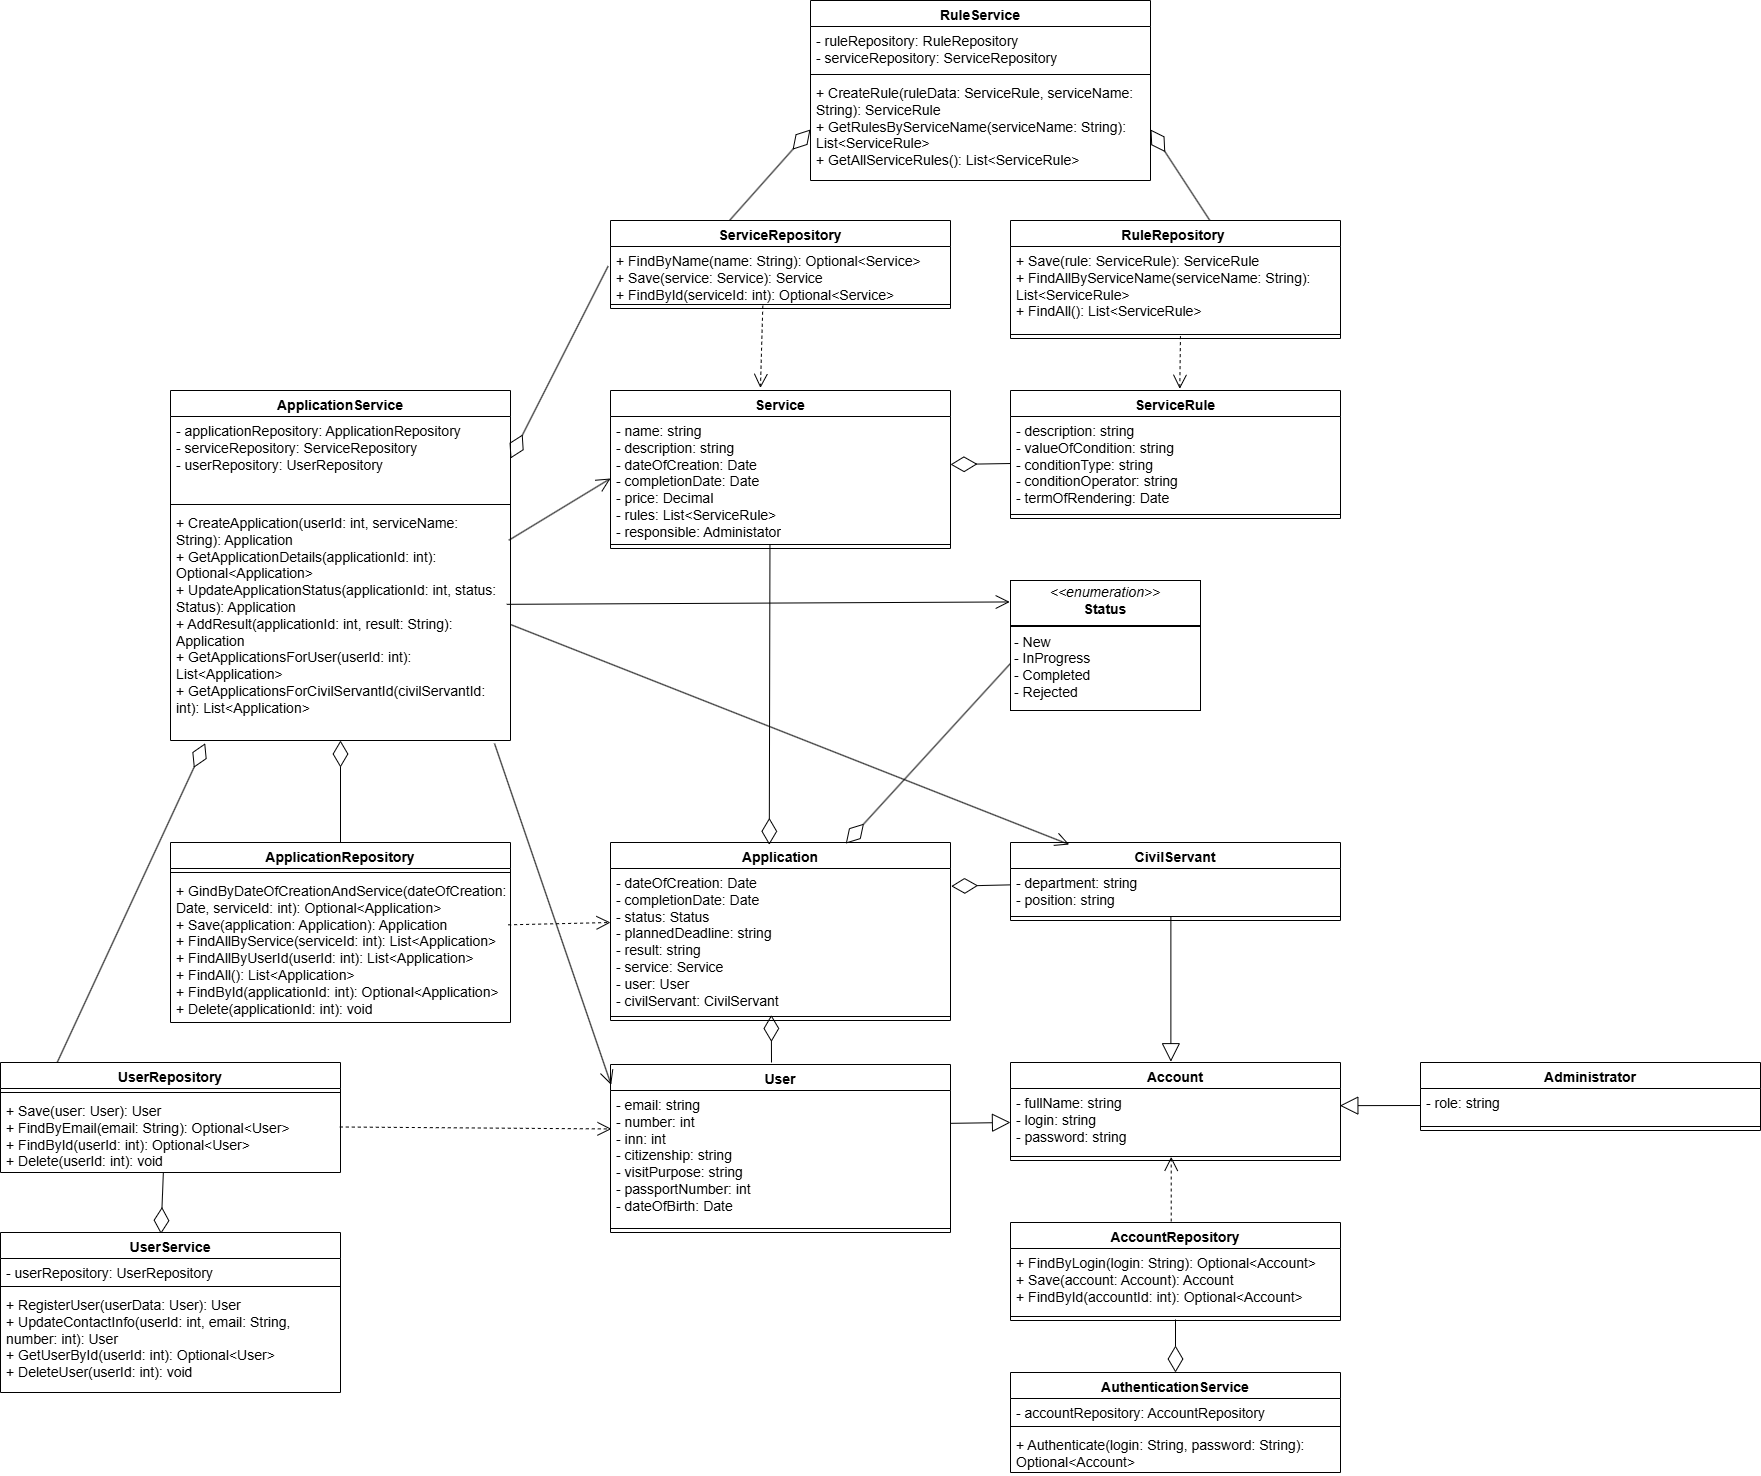 RuleService
- ruleRepository: RuleRepository
- serviceRepository: ServiceRepository
+ CreateRule(ruleData: ServiceRule, serviceName:
String): ServiceRule
+ GetRulesByServiceName(serviceName: String):
List<ServiceRule>
+ GetAllServiceRules(): List<ServiceRule>
ServiceRepository
+ FindByName(name: String): Optional<Service>
+ Save(service: Service): Service
+ FindById(serviceId: int): Optional<Service>
RuleRepository
+ Save(rule: ServiceRule): ServiceRule
+ FindAllByServiceName(serviceName: String):
List<ServiceRule>
+ FindAll(): List<ServiceRule>
ApplicationService
- applicationRepository: ApplicationRepository
- serviceRepository: ServiceRepository
- userRepository: UserRepository
+ CreateApplication(userId: int, serviceName:
String): Application
+ GetApplicationDetails(applicationId: int):
Optional<Application>
+ UpdateApplicationStatus(applicationId: int, status:
Status): Application
+ AddResult(applicationId: int, result: String):
Application
+ GetApplicationsForUser(userId: int):
List<Application>
+ GetApplicationsForCivilServantId(civilServantId:
int): List<Application>
Service
- name: string
- description: string
- dateOfCreation: Date
- completionDate: Date
- price: Decimal
- rules: List<ServiceRule>
- responsible: Administator
ServiceRule
- description: string
- valueOfCondition: string
- conditionType: string
- conditionOperator: string
- termOfRendering: Date
<<enumeration>>
Status
- New
- InProgress
- Completed
- Rejected
ApplicationRepository
+ GindByDateOfCreationAndService(dateOfCreation:
Date, serviceId: int): Optional<Application>
+ Save(application: Application): Application
+ FindAllByService(serviceId: int): List<Application>
+ FindAllByUserId(userId: int): List<Application>
+ FindAll(): List<Application>
+ FindById(applicationId: int): Optional<Application>
+ Delete(applicationId: int): void
Application
- dateOfCreation: Date
- completionDate: Date
- status: Status
- plannedDeadline: string
- result: string
- service: Service
- user: User
- civilServant: CivilServant
CivilServant
- department: string
- position: string
UserRepository
+ Save(user: User): User
+ FindByEmail(email: String): Optional<User>
+ FindById(userId: int): Optional<User>
+ Delete(userId: int): void
User
- email: string
- number: int
- inn: int
- citizenship: string
- visitPurpose: string
- passportNumber: int
- dateOfBirth: Date
Account
- fullName: string
- login: string
- password: string
Administrator
- role: string
UserService
- userRepository: UserRepository
+ RegisterUser(userData: User): User
+ UpdateContactInfo(userId: int, email: String,
number: int): User
+ GetUserById(userId: int): Optional<User>
+ DeleteUser(userId: int): void
AccountRepository
+ FindByLogin(login: String): Optional<Account>
+ Save(account: Account): Account
+ FindById(accountId: int): Optional<Account>
AuthenticationService
- accountRepository: AccountRepository
+ Authenticate(login: String, password: String):
Optional<Account>